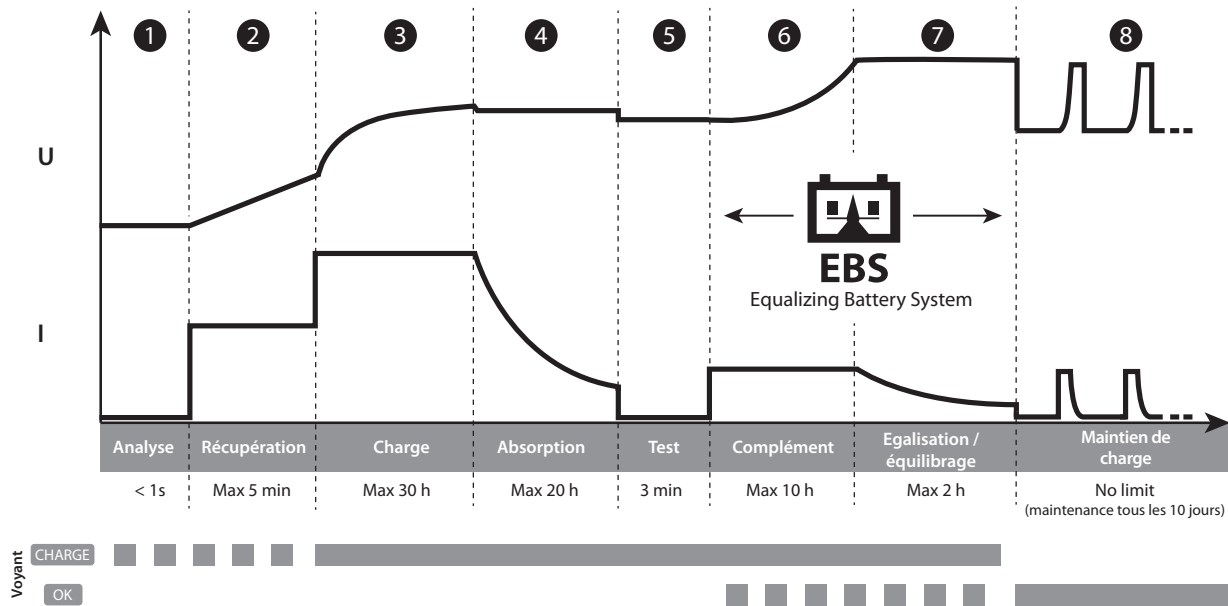 1 2 3 4 5 6 7 8
U
EBS
Equalizing Battery System
I
Analyse Récupération Charge Absorption Test Complément Egalisation / équilibrage Maintien de charge
< 1s Max 5 min Max 30 h Max 20 h 3 min Max 10 h Max 2 h No limit
(maintenance tous les 10 jours)
Voyant
CHARGE
OK